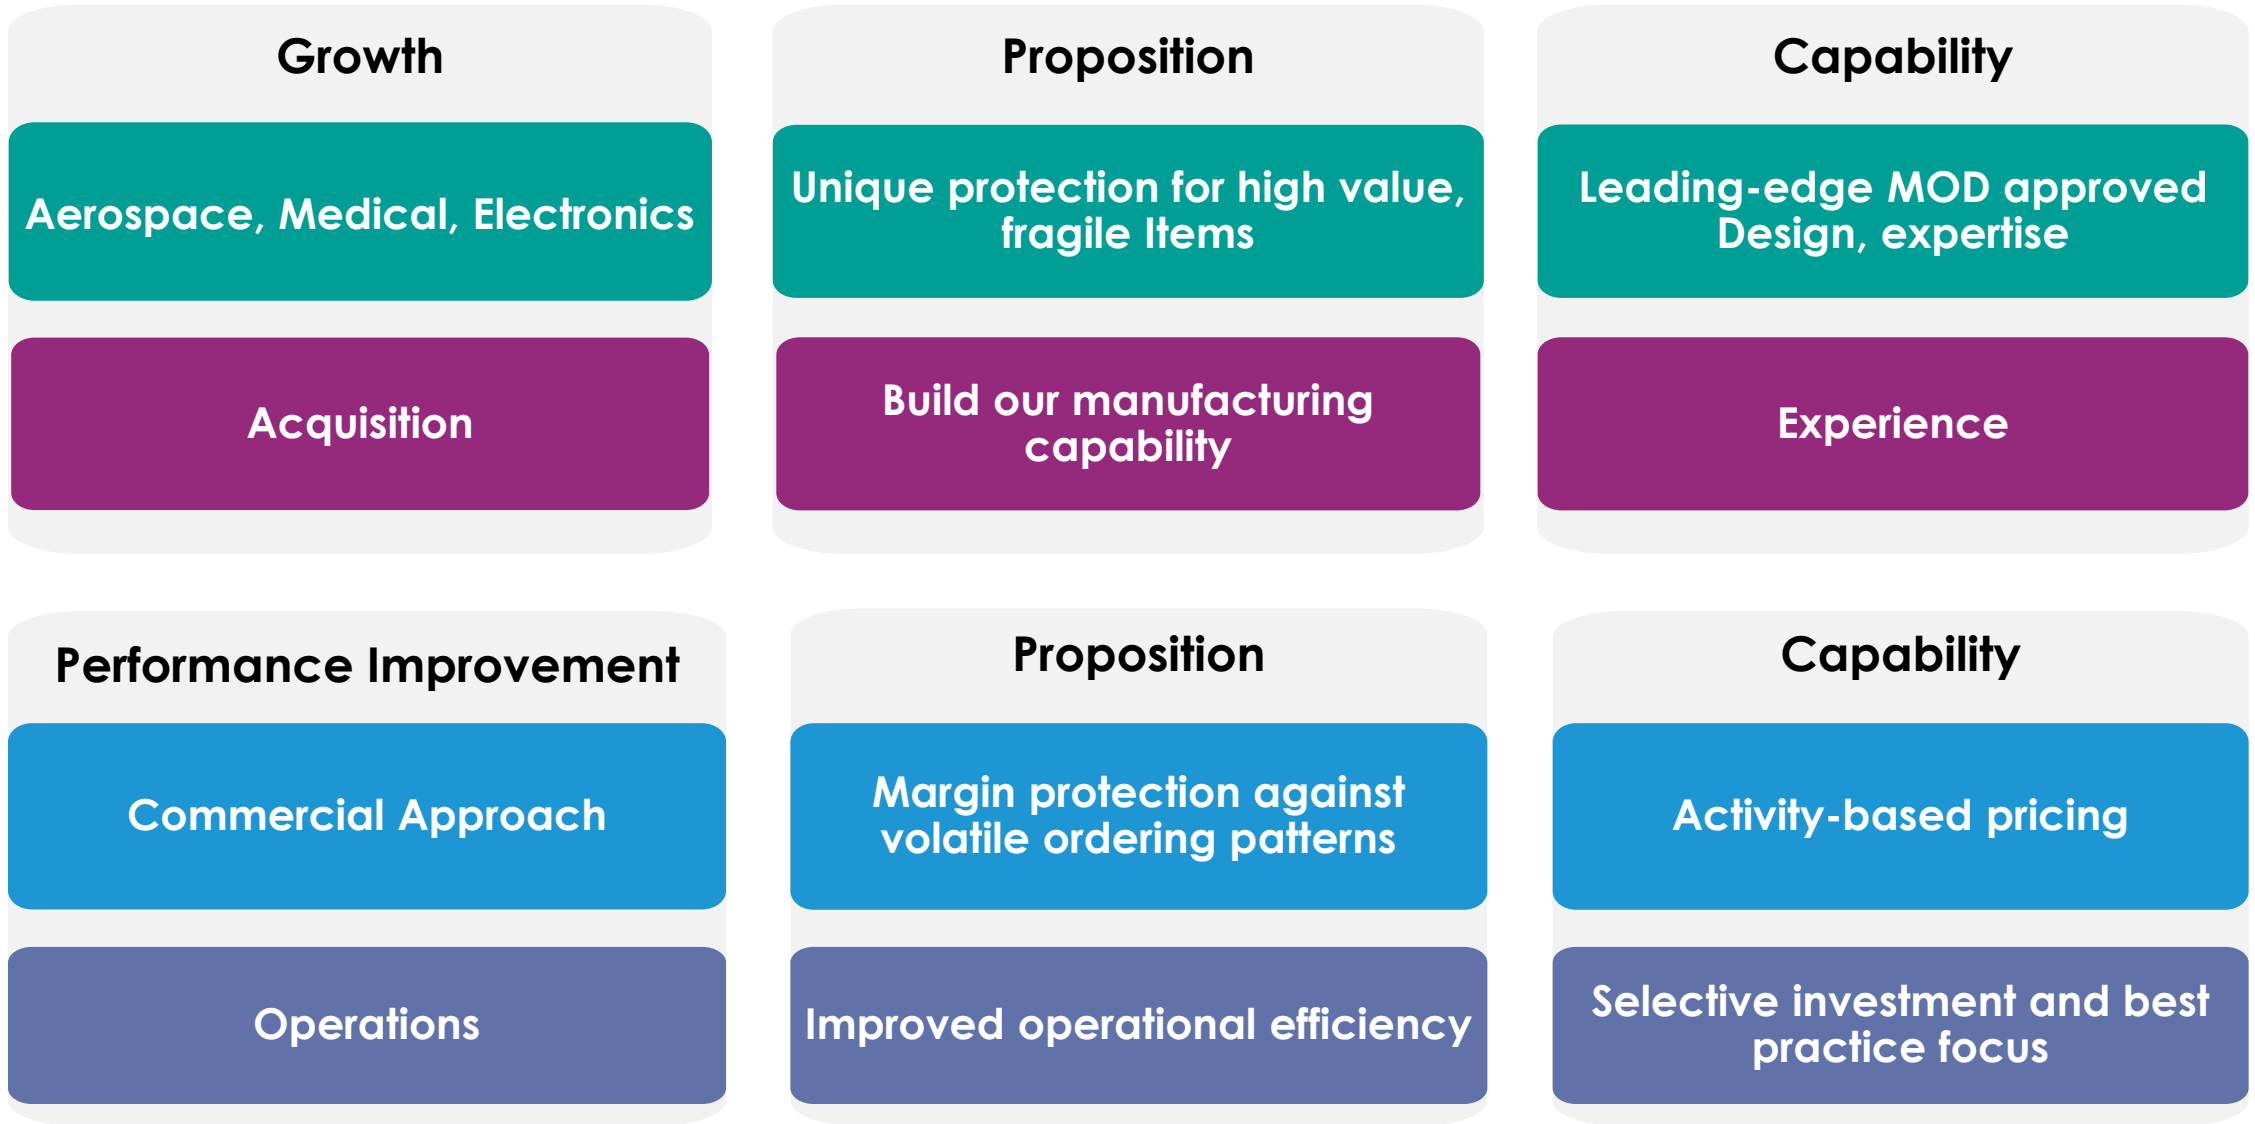 Growth
Proposition
Capability
Aerospace, Medical, Electronics
Unique protection for high value,
fragile Items
Leading-edge MOD approved
Design, expertise
Acquisition
Build our manufacturing
capability
Experience
Performance Improvement
Proposition
Capability
Commercial Approach
Margin protection against
volatile ordering patterns
Activity-based pricing
Operations
Improved operational efficiency
Selective investment and best
practice focus